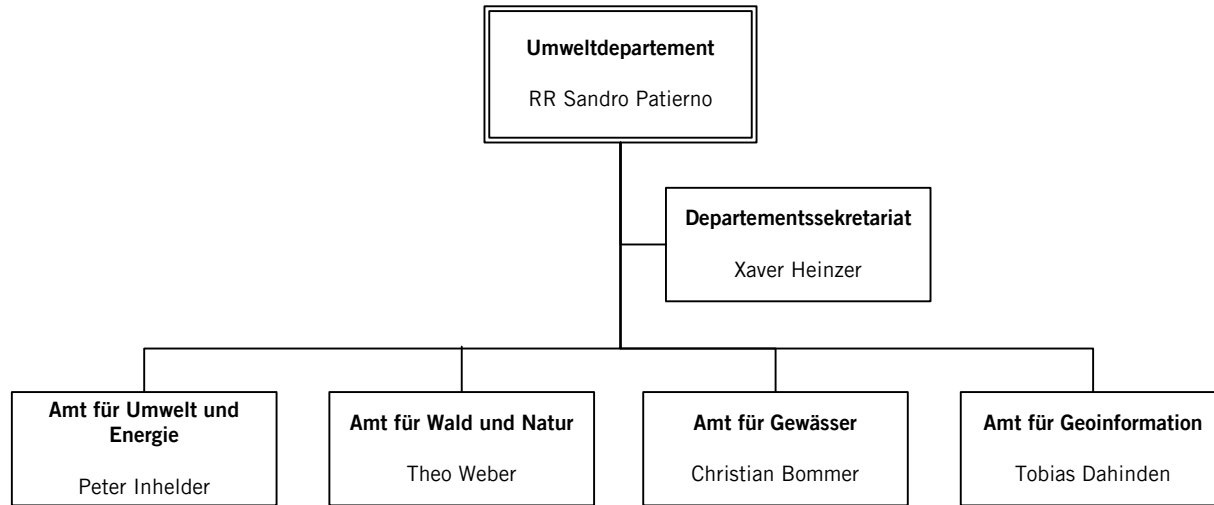 Umweltdepartement
RR Sandro Patierno
Departementssekretariat
Xaver Heinzer
Amt für Umwelt und
Energie
Peter Inhelder
Amt für Wald und Natur
Theo Weber
Amt für Gewässer
Christian Bommer
Amt für Geoinformation
Tobias Dahinden